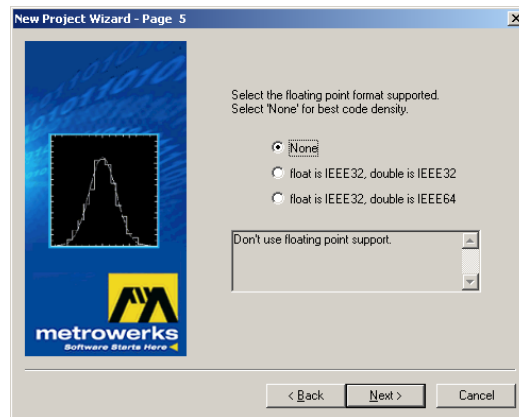 New Project Wizard - Page 5
Select the floating point format supported.
Select 'None' for best code density.
None
float is IEEE32, double is IEEE32
float is IEEE32, double is IEEE64
Don't use floating point support.
metrowerks
Software Starts Here
< Back
Next >
Cancel